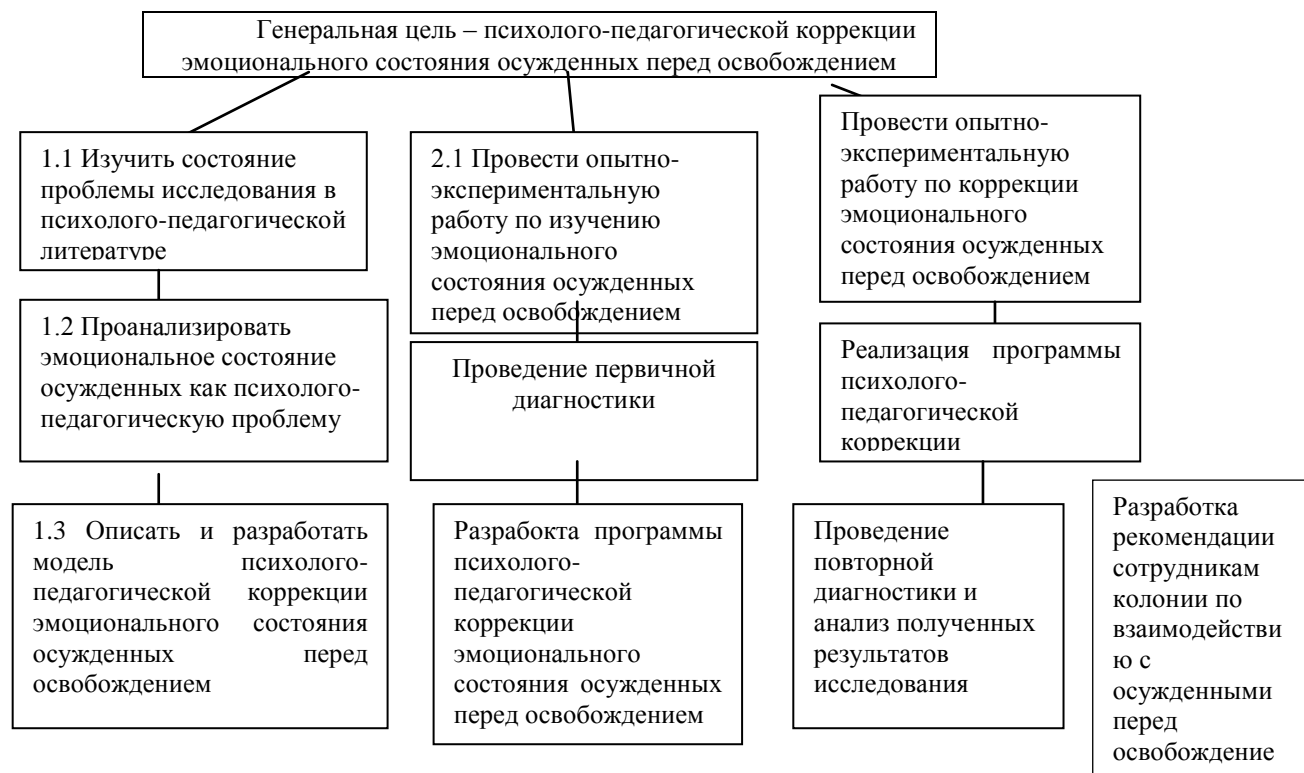 Генеральная цель – психолого-педагогической коррекции
эмоционального состояния осужденных перед освобождением
1.1 Изучить состояние
проблемы исследования в
психолого-педагогической
литературе
1.2 Проанализировать
эмоциональное состояние
осужденных как психолого-
педагогическую проблему
1.3 Описать и разработать
модель психолого-
педагогической коррекции
эмоционального состояния
осужденных перед
освобождением
2.1 Провести опытно-
экспериментальную
работу по изучению
эмоционального
состояния осужденных
перед освобождением
Проведение первичной
диагностики
Разрабокта программы
психолого-
педагогической
коррекции
эмоционального
состояния осужденных
перед освобождением
Провести опытно-
экспериментальную
работу по коррекции
эмоционального
состояния осужденных
перед освобождением
Реализация программы
психолого-
педагогической
коррекции
Проведение
повторной
диагностики и
анализ полученных
результатов
исследования
Разработка
рекомендации
сотрудникам
колонии по
взаимодействи
ю с
осужденными
перед
освобождение